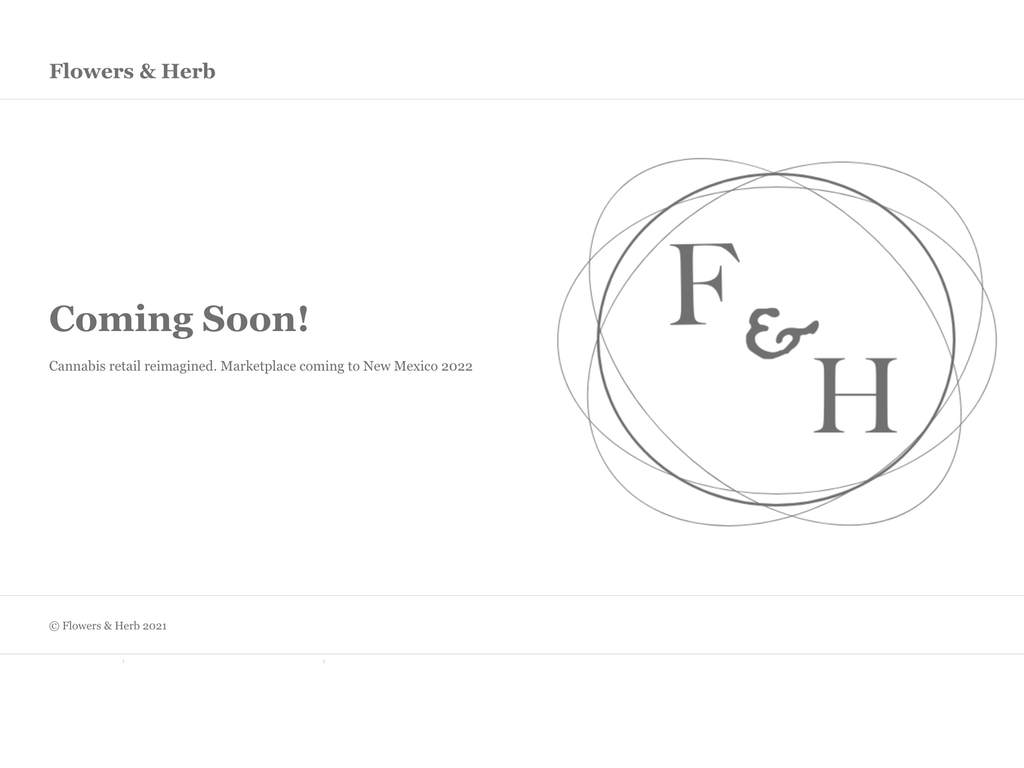 Flowers & Herb
F
&
H
Coming Soon!
Cannabis retail reimagined. Marketplace coming to New Mexico 2022
© Flowers & Herb 2021